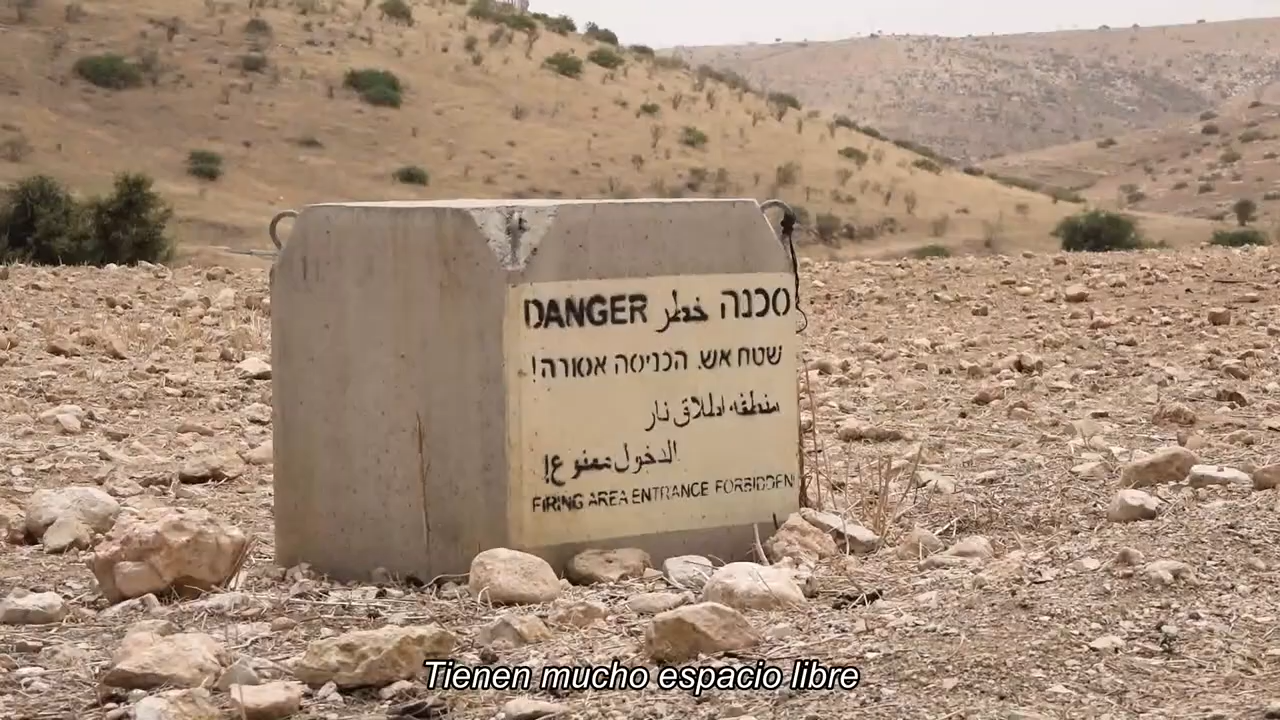 DANGER خطر סכנה
שטח אש. הכניסה אסורה!
منطقه اطلاق نار
الدخول ممنوع!
FIRING AREA ENTRANCE FORBIDDEN!
Tienen mucho espacio libre